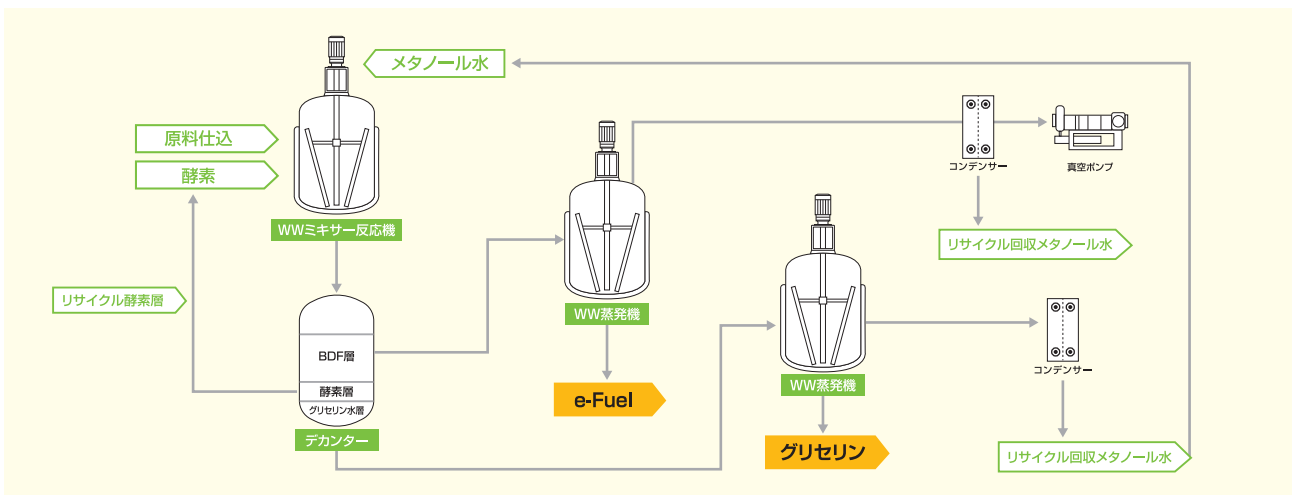 メタノール水
原料仕込
酵素
WWミキサー反応機
コンデンサー
真空ポンプ
リサイクル回収メタノール水
リサイクル酵素層
WW蒸発機
BDF層
酵素層
グリセリン水層
デカンター
e-Fuel
WW蒸発機
コンデンサー
グリセリン
リサイクル回収メタノール水